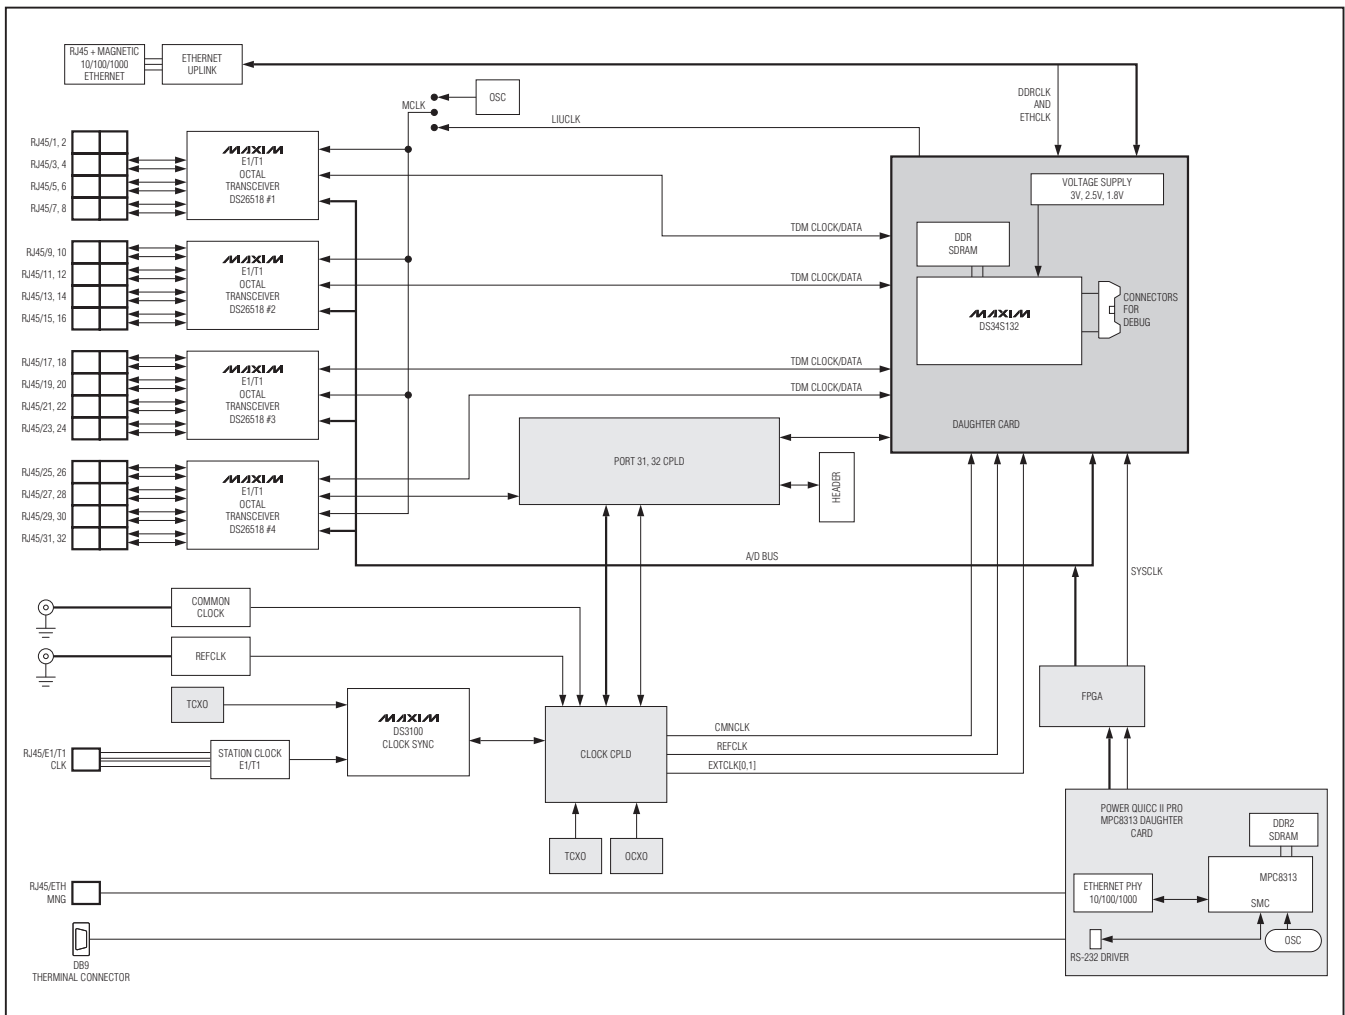 RJ45 + MAGNETIC
10/100/1000
ETHERNET
ETHERNET
UPLINK
OSC
MCLK
LIUCLK
DDRCLK
AND
ETHCLK
RJ45/1, 2
RJ45/3, 4
RJ45/5, 6
RJ45/7, 8
MAXIM
E1/T1
OCTAL
TRANSCEIVER
DS26518 #1
RJ45/9, 10
RJ45/11, 12
RJ45/13, 14
RJ45/15, 16
MAXIM
E1/T1
OCTAL
TRANSCEIVER
DS26518 #2
RJ45/17, 18
RJ45/19, 20
RJ45/21, 22
RJ45/23, 24
MAXIM
E1/T1
OCTAL
TRANSCEIVER
DS26518 #3
RJ45/25, 26
RJ45/27, 28
RJ45/29, 30
RJ45/31, 32
MAXIM
E1/T1
OCTAL
TRANSCEIVER
DS26518 #4
TDM CLOCK/DATA
TDM CLOCK/DATA
TDM CLOCK/DATA
TDM CLOCK/DATA
VOLTAGE SUPPLY
3V, 2.5V, 1.8V
DDR
SDRAM
MAXIM
DS34S132
CONNECTORS
FOR
DEBUG
DAUGHTER CARD
PORT 31, 32 CPLD
HEADER
A/D BUS
SYSCLK
COMMON
CLOCK
REFCLK
TCXO
MAXIM
DS3100
CLOCK SYNC
RJ45/E1/T1
CLK
STATION CLOCK
E1/T1
CLOCK CPLD
CMNCLK
REFCLK
EXTCLK[0,1]
TCXO
OCXO
FPGA
POWER QUICC II PRO
MPC8313 DAUGHTER
CARD
DDR2
SDRAM
MPC8313
SMC
ETHERNET PHY
10/100/1000
OSC
RS-232 DRIVER
RJ45/ETH
MNG
DB9
THERMINAL CONNECTOR